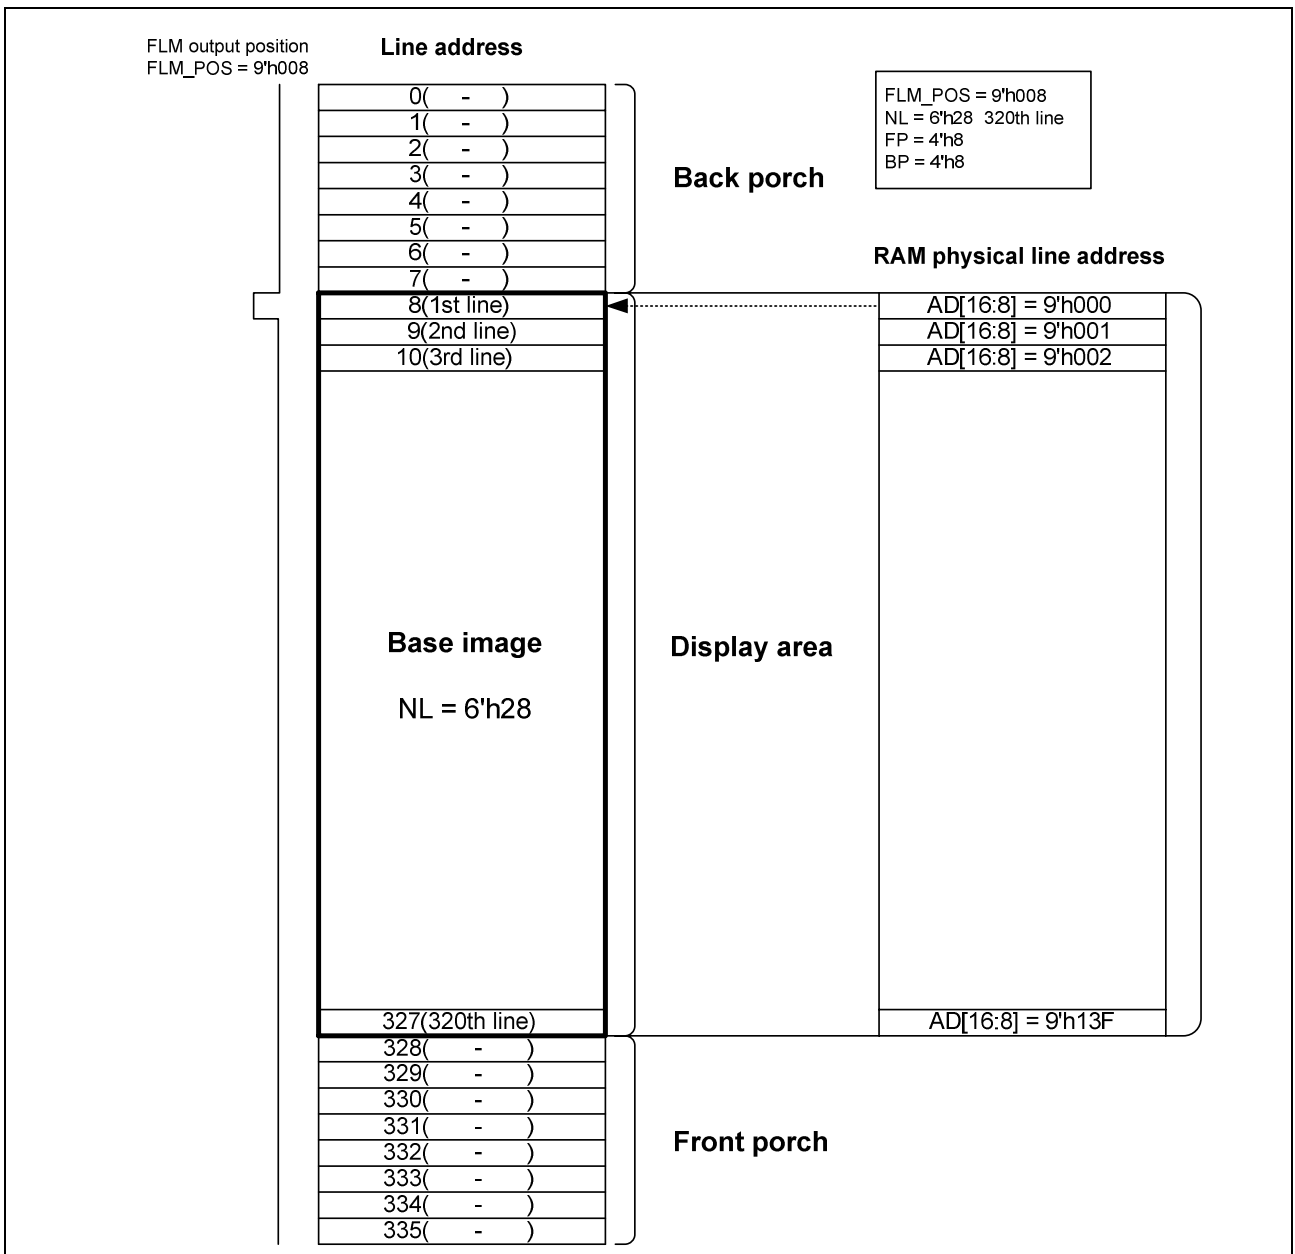 FLM output position
FLM_POS = 9'h008
Line address
FLM_POS = 9'h008
NL = 6'h28  320th line
FP = 4'h8
BP = 4'h8
0( - )
1( - )
2( - )
3( - )
4( - )
5( - )
6( - )
7( - )
Back porch
RAM physical line address
8(1st line)
9(2nd line)
10(3rd line)
AD[16:8] = 9'h000
AD[16:8] = 9'h001
AD[16:8] = 9'h002
Base image
NL = 6'h28
Display area
327(320th line)
AD[16:8] = 9'h13F
328( - )
329( - )
330( - )
331( - )
332( - )
333( - )
334( - )
335( - )
Front porch